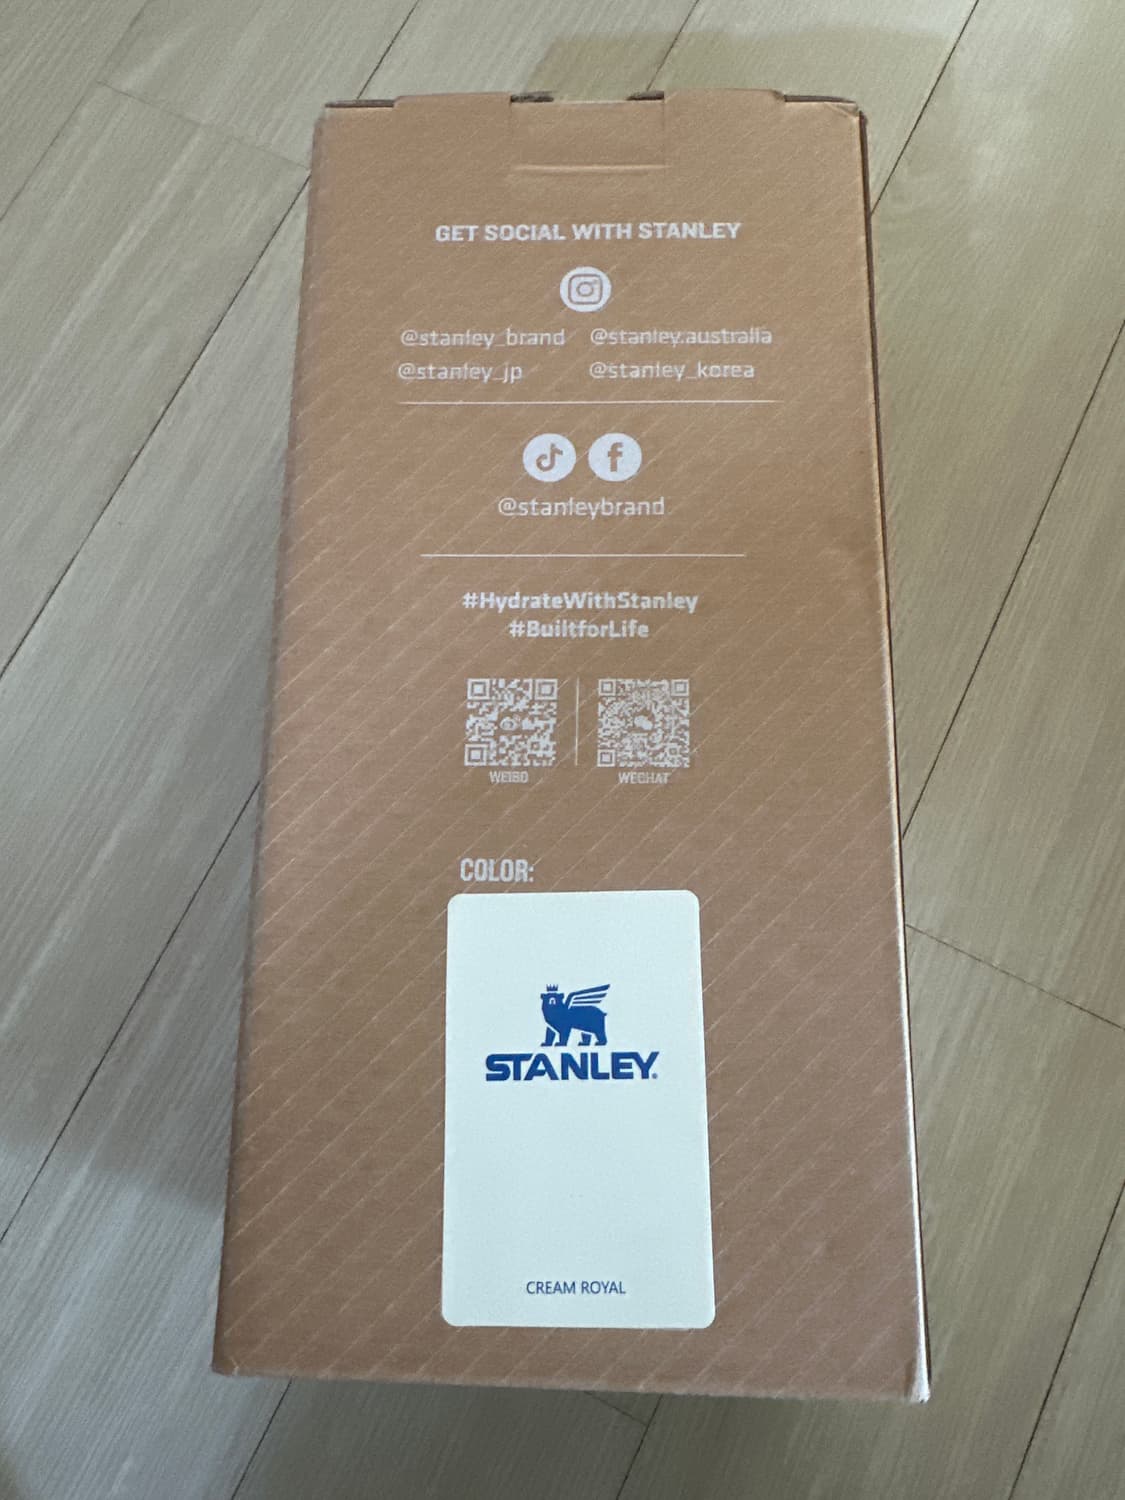 GET SOCIAL WITH STANLEY
@stanley_brand @stanley.australia
@stanley_jp @stanley_korea
@stanleybrand
#HydrateWithStanley
#BuiltforLife
WEIBO WECHAT
COLOR:
STANLEY®
CREAM ROYAL